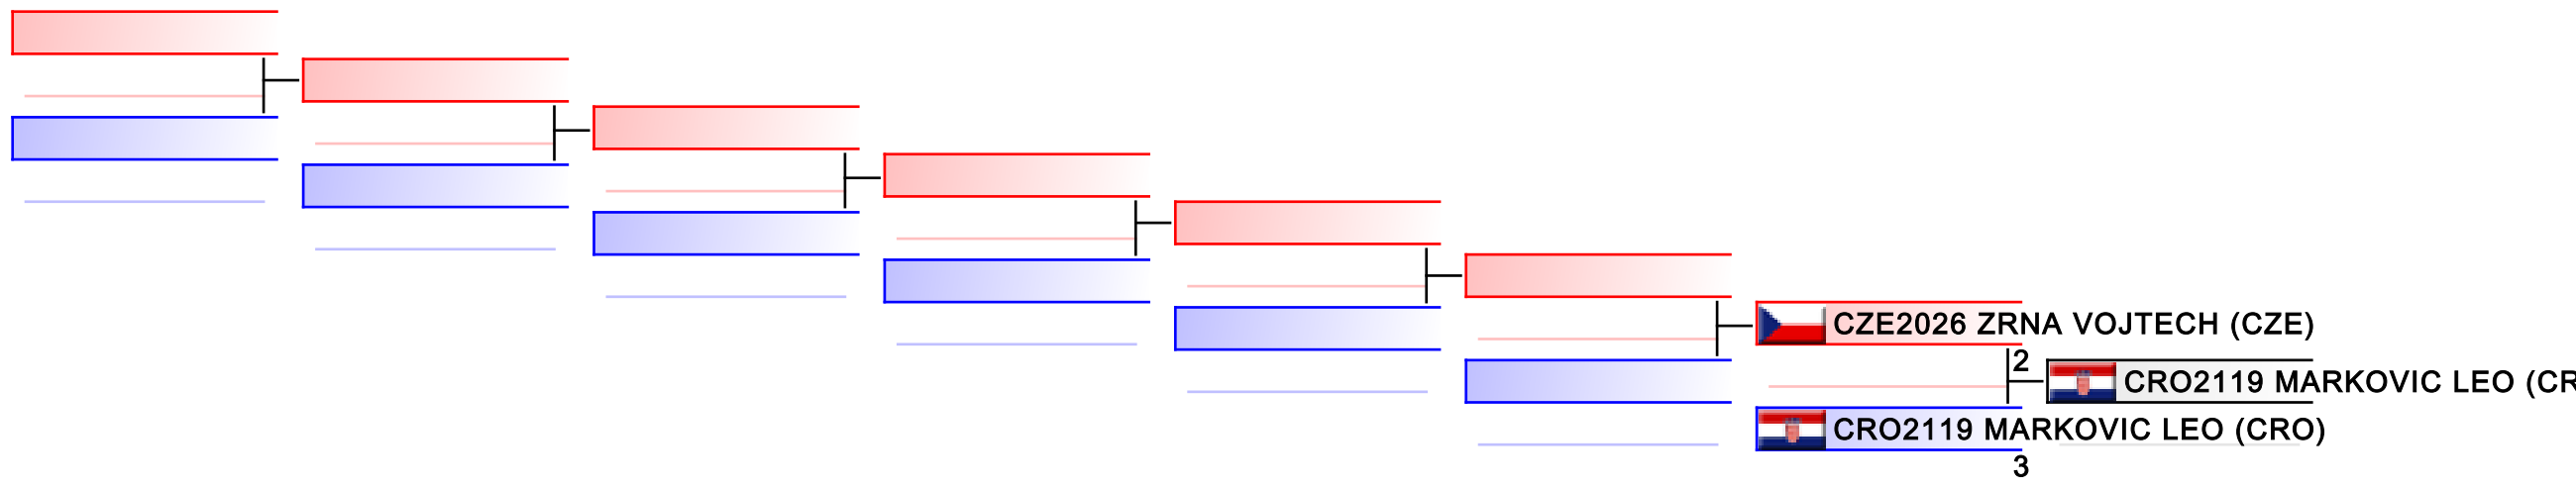 CZE2026 ZRNA VOJTECH (CZE)
2
CRO2119 MARKOVIC LEO (CR
CRO2119 MARKOVIC LEO (CRO)
3